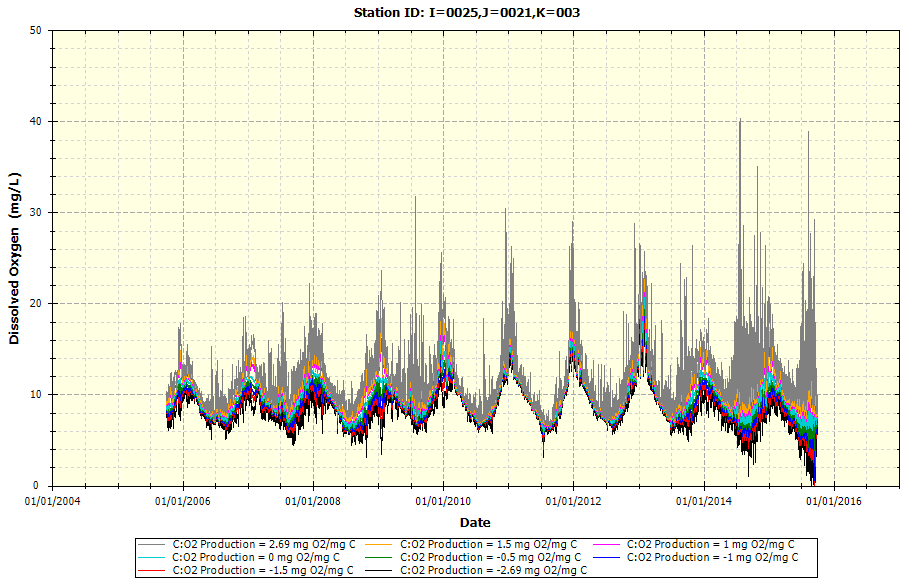 Station ID: I=0025,J=0021,K=003
50
40
30
20
10
0
Dissolved Oxygen (mg/L)
01/01/2004 01/01/2006 01/01/2008 01/01/2010 01/01/2012 01/01/2014 01/01/2016
Date
C:O2 Production = 2.69 mg O2/mg C C:O2 Production = 1.5 mg O2/mg C C:O2 Production = 1 mg O2/mg C
C:O2 Production = 0 mg O2/mg C C:O2 Production = -0.5 mg O2/mg C C:O2 Production = -1 mg O2/mg C
C:O2 Production = -1.5 mg O2/mg C C:O2 Production = -2.69 mg O2/mg C